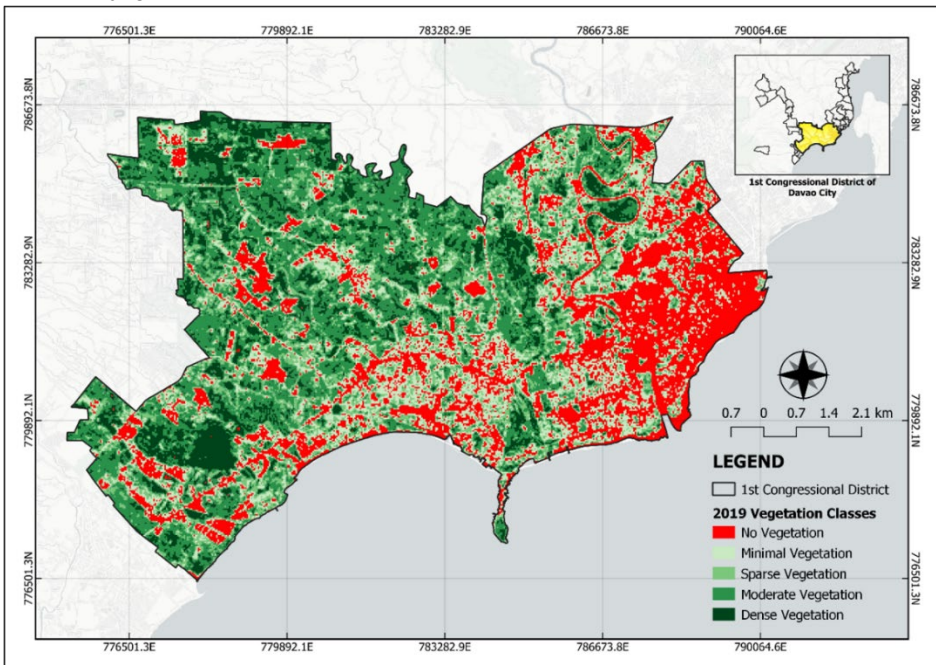 776501.3E 779892.1E 783282.9E 786673.8E 790064.6E
786673.8N 786673.8N
1st Congressional District of
Davao City
783282.9N 783282.9N
0.7 0 0.7 1.4 2.1 km
779892.1N 779892.1N
LEGEND
1st Congressional District
2019 Vegetation Classes
No Vegetation
Minimal Vegetation
Sparse Vegetation
Moderate Vegetation
Dense Vegetation
776501.3N 776501.3N
776501.3E 779892.1E 783282.9E 786673.8E 790064.6E